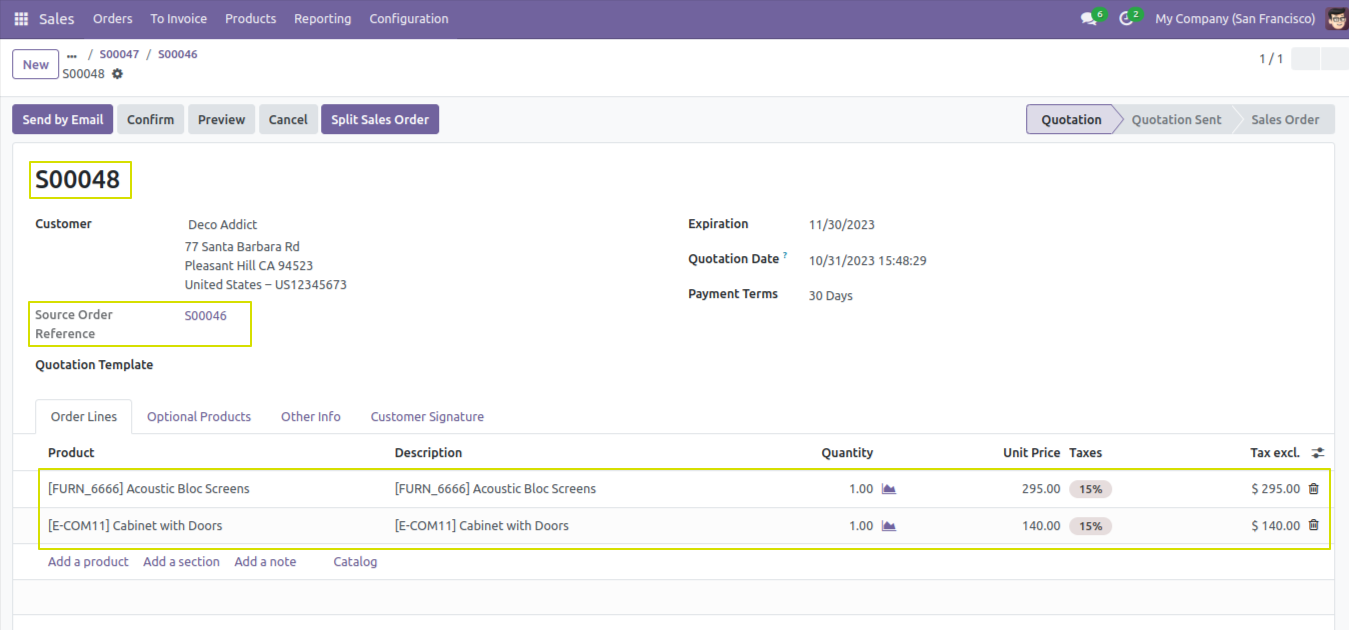 Sales Orders To Invoice Products Reporting Configuration 6 2 My Company (San Francisco)
New ... / S00047 / S00046
S00048
1 / 1
Send by Email Confirm Preview Cancel Split Sales Order Quotation Quotation Sent Sales Order
S00048
Customer Deco Addict
77 Santa Barbara Rd
Pleasant Hill CA 94523
United States – US12345673
Source Order Reference S00046
Quotation Template
Expiration 11/30/2023
Quotation Date ? 10/31/2023 15:48:29
Payment Terms 30 Days
Order Lines Optional Products Other Info Customer Signature
Product Description Quantity Unit Price Taxes Tax excl.
[FURN_6666] Acoustic Bloc Screens [FURN_6666] Acoustic Bloc Screens 1.00 295.00 15% $ 295.00
[E-COM11] Cabinet with Doors [E-COM11] Cabinet with Doors 1.00 140.00 15% $ 140.00
Add a product Add a section Add a note Catalog